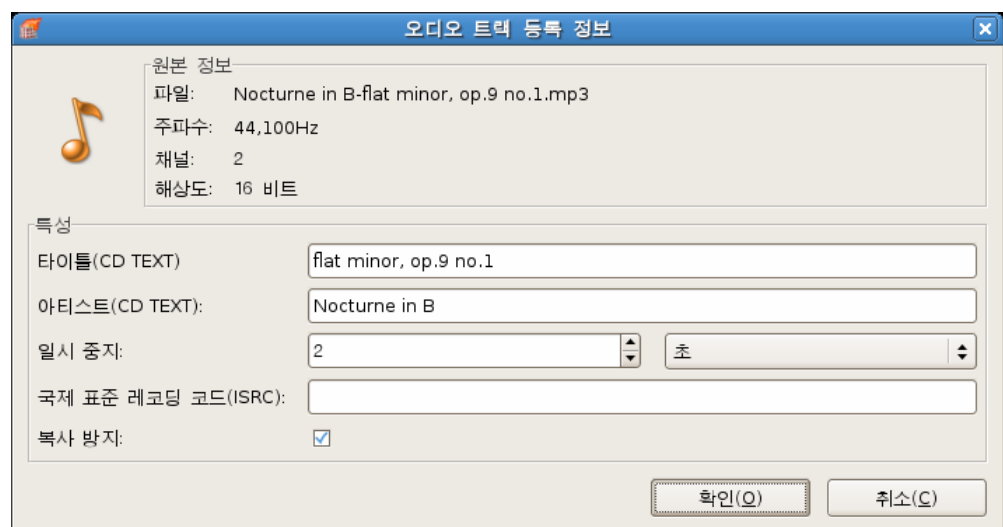 오디오 트랙 등록 정보
원본 정보
파일: Nocturne in B-flat minor, op.9 no.1.mp3
주파수: 44,100Hz
채널: 2
해상도: 16 비트
특성
타이틀(CD TEXT) flat minor, op.9 no.1
아티스트(CD TEXT): Nocturne in B
일시 중지: 2 초
국제 표준 레코딩 코드(ISRC):
복사 방지:
확인(O) 취소(C)